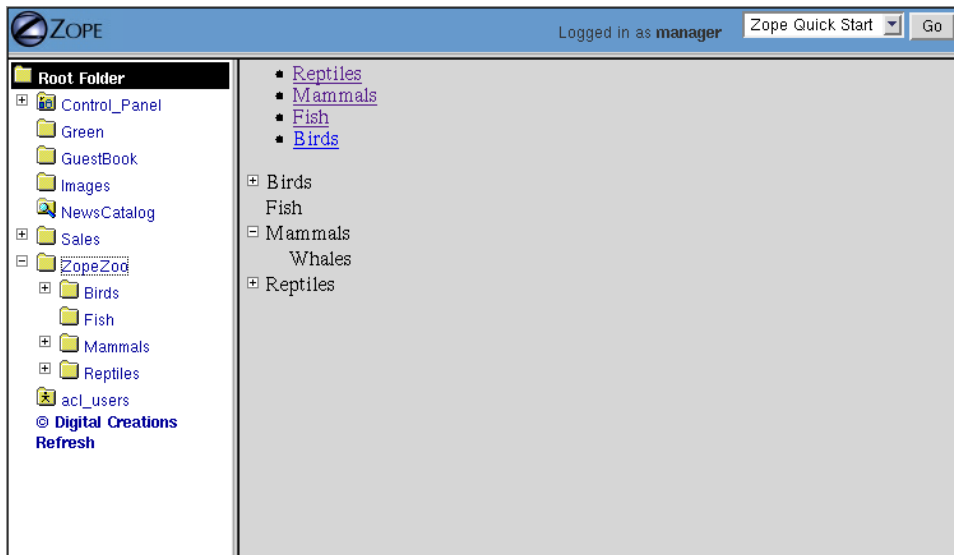 ZOPE
Logged in as manager
Zope Quick Start
Go
Root Folder
Control_Panel
Green
GuestBook
Images
NewsCatalog
Sales
ZopeZoo
Birds
Fish
Mammals
Reptiles
acl_users
© Digital Creations
Refresh
Reptiles
Mammals
Fish
Birds
Birds
Fish
Mammals
Whales
Reptiles